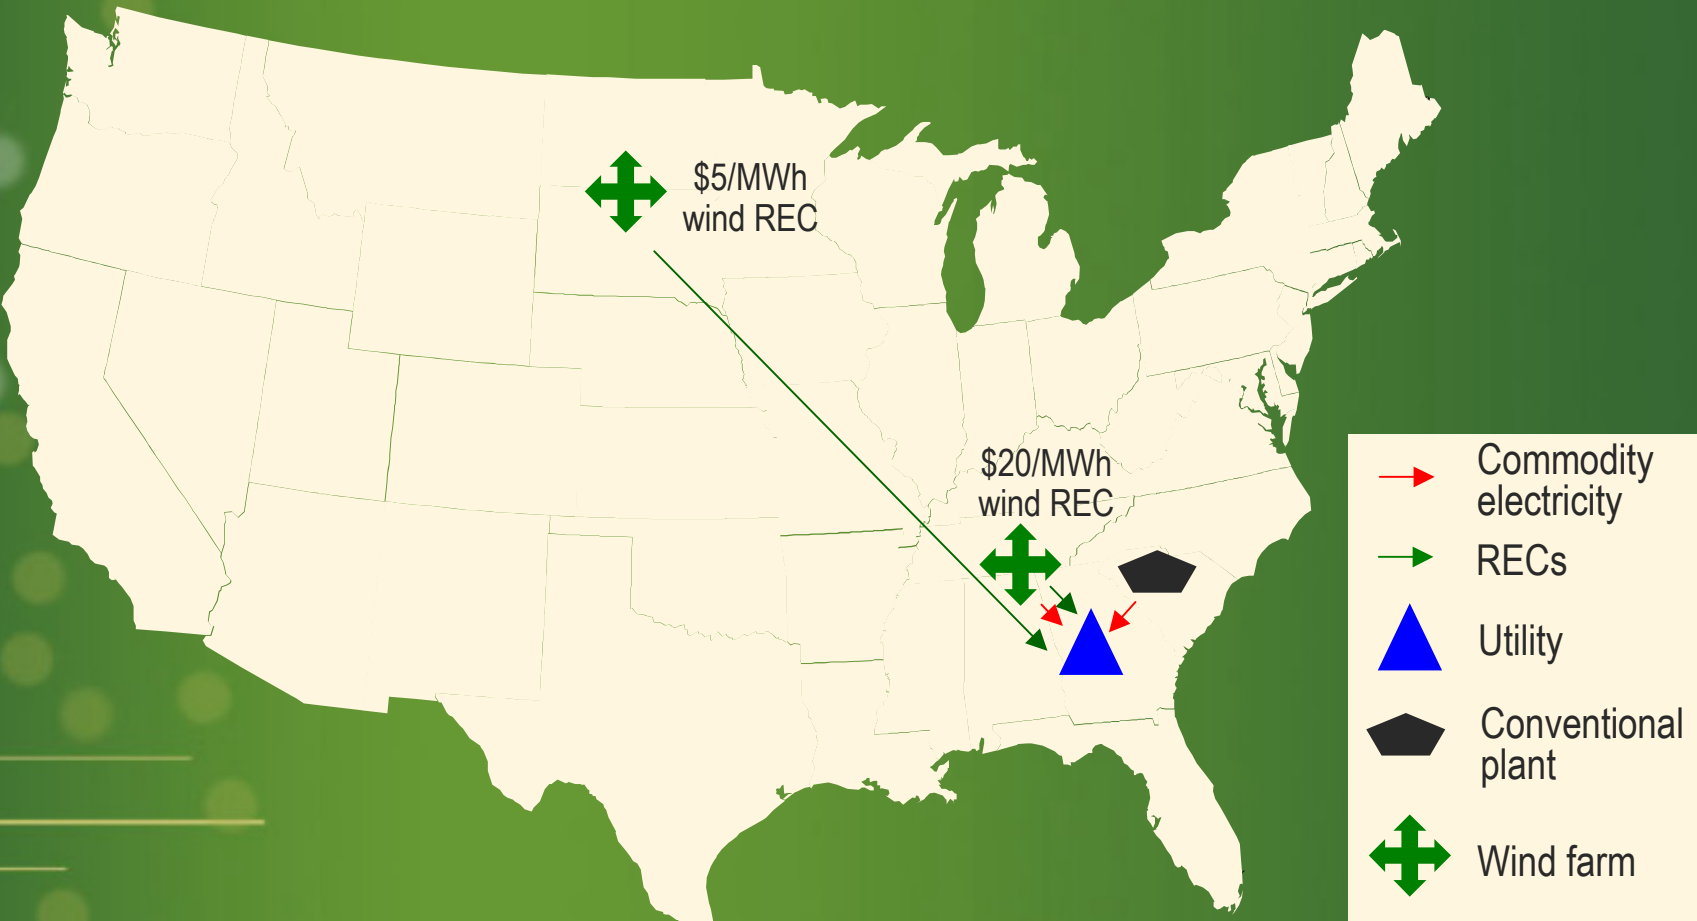 $5/MWh
wind REC
$20/MWh
wind REC
Commodity
electricity
RECs
Utility
Conventional
plant
Wind farm